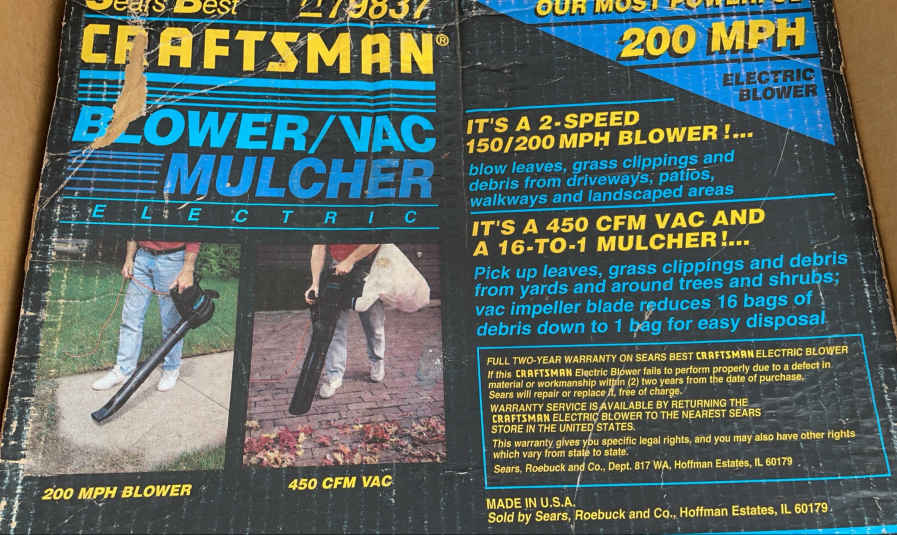 Sears Best
79837
CRAFTSMAN®
BLOWER/VAC
MULCHER
ELECTRIC
200 MPH BLOWER
450 CFM VAC
OUR MOST POWERFUL
200 MPH
ELECTRIC
BLOWER
IT'S A 2-SPEED
150/200 MPH BLOWER!...
blow leaves, grass clippings and
debris from driveways, patios,
walkways and landscaped areas
IT'S A 450 CFM VAC AND
A 16-TO-1 MULCHER!...
Pick up leaves, grass clippings and debris
from yards and around trees and shrubs;
vac impeller blade reduces 16 bags of
debris down to 1 bag for easy disposal
FULL TWO-YEAR WARRANTY ON SEARS BEST CRAFTSMAN ELECTRIC BLOWER
If this CRAFTSMAN Electric Blower fails to perform properly due to a defect in
material or workmanship within (2) two years from the date of purchase,
Sears will repair or replace it, free of charge.
WARRANTY SERVICE IS AVAILABLE BY RETURNING THE
CRAFTSMAN ELECTRIC BLOWER TO THE NEAREST SEARS
STORE IN THE UNITED STATES.
This warranty gives you specific legal rights, and you may also have other rights
which vary from state to state.
Sears, Roebuck and Co., Dept. 817 WA, Hoffman Estates, IL 60179
MADE IN U.S.A.
Sold by Sears, Roebuck and Co., Hoffman Estates, IL 60179